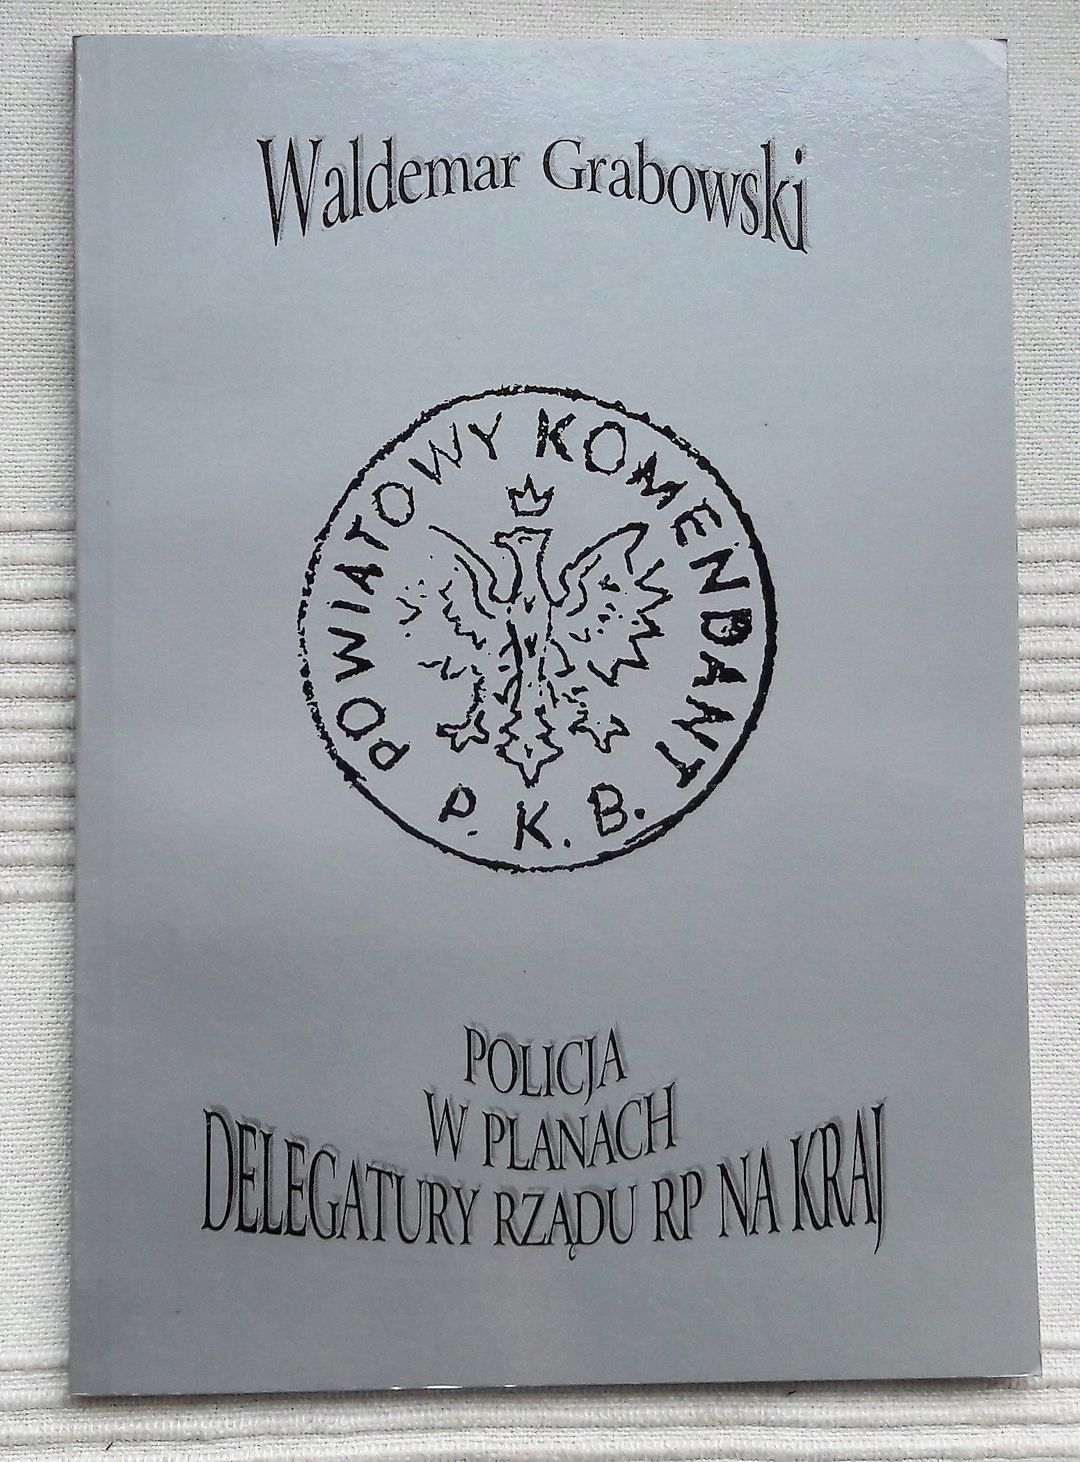 Waldemar Grabowski
POWIATOWY KOMENDANT
P. K. B.
POLICJA
W PLANACH
DELEGATURY RZĄDU RP NA KRAJ